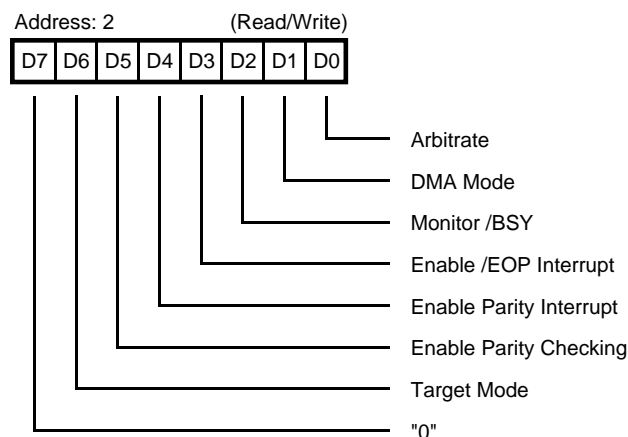 Address: 2 (Read/Write)
D7 D6 D5 D4 D3 D2 D1 D0
Arbitrate
DMA Mode
Monitor /BSY
Enable /EOP Interrupt
Enable Parity Interrupt
Enable Parity Checking
Target Mode
"0"